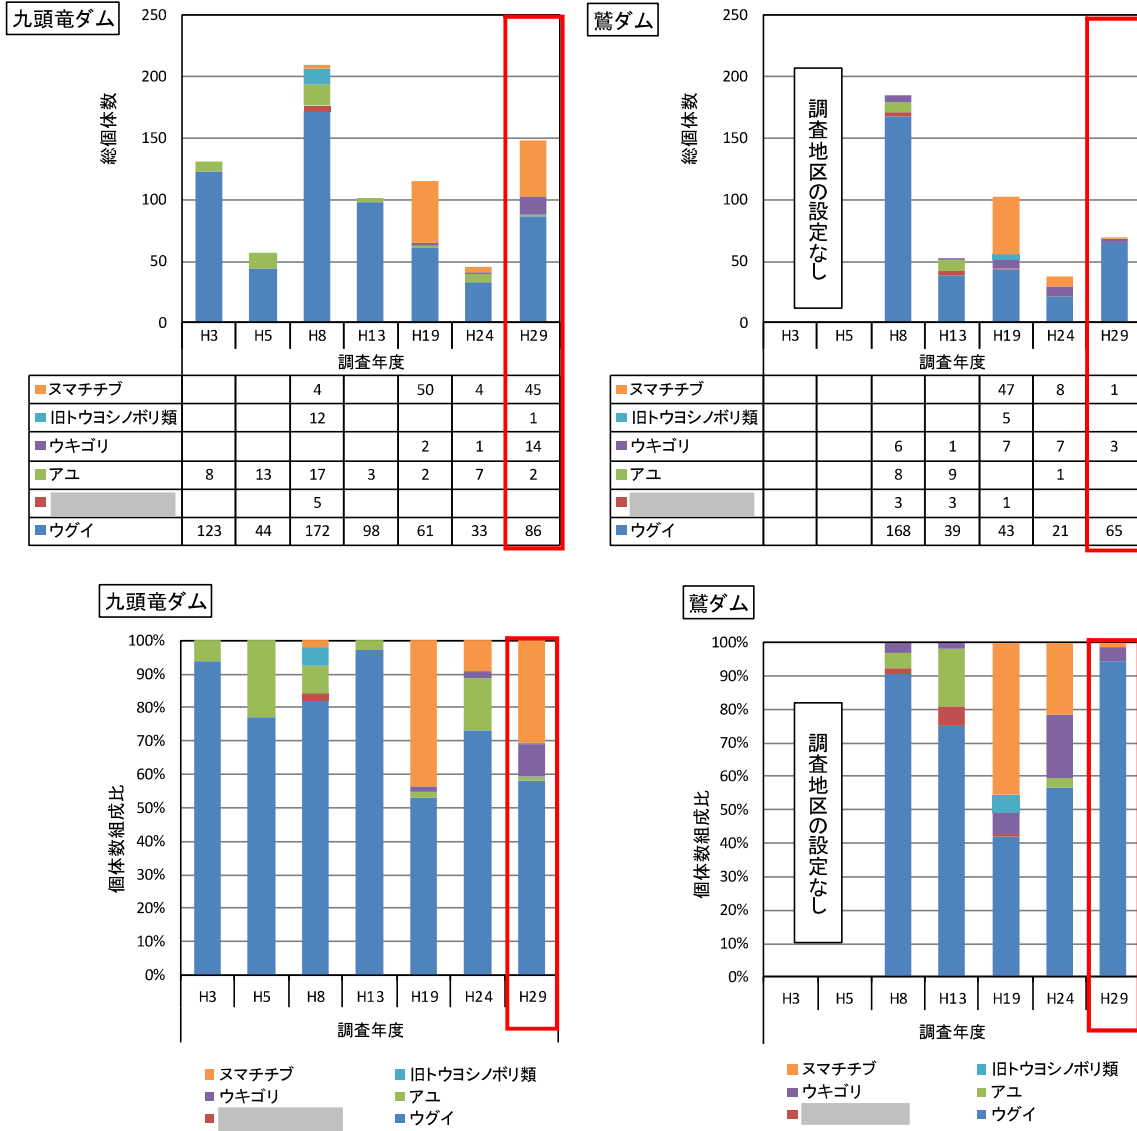 九頭竜ダム
総個体数
250
200
150
100
50
0
H3 H5 H8 H13 H19 H24 H29
調査年度
ヌマチチブ 4 50 4 45
旧トウヨシノボリ類 12 1
ウキゴリ 2 1 14
アユ 8 13 17 3 2 7 2
5
ウグイ 123 44 172 98 61 33 86
鷲ダム
総個体数
250
200
150
100
50
0
調査地区の設定なし
H3 H5 H8 H13 H19 H24 H29
調査年度
ヌマチチブ 47 8 1
旧トウヨシノボリ類 5
ウキゴリ 6 1 7 7 3
アユ 8 9 1
3 3 1
ウグイ 168 39 43 21 65
九頭竜ダム
個体数組成比
100%
90%
80%
70%
60%
50%
40%
30%
20%
10%
0%
H3 H5 H8 H13 H19 H24 H29
調査年度
ヌマチチブ 旧トウヨシノボリ類
ウキゴリ アユ
ウグイ
鷲ダム
個体数組成比
100%
90%
80%
70%
60%
50%
40%
30%
20%
10%
0%
調査地区の設定なし
H3 H5 H8 H13 H19 H24 H29
調査年度
ヌマチチブ 旧トウヨシノボリ類
ウキゴリ アユ
ウグイ